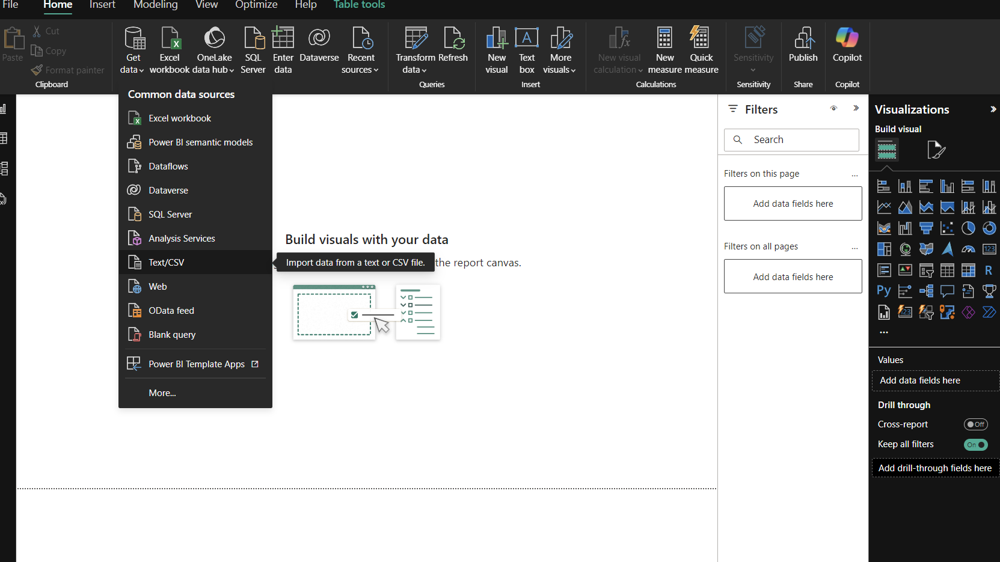 File Home Insert Modeling View Optimize Help Table tools
Paste
Cut
Copy
Format painter
Clipboard
Get data
Excel workbook
OneLake data hub
SQL Server
Enter data
Dataverse
Recent sources
Transform data
Refresh
Queries
New visual
Text box
More visuals
Insert
New visual calculation
New measure
Quick measure
Calculations
Sensitivity
Sensitivity
Publish
Share
Copilot
Copilot
Common data sources
Excel workbook
Power BI semantic models
Dataflows
Dataverse
SQL Server
Analysis Services
Text/CSV
Web
OData feed
Blank query
Power BI Template Apps
More...
Build visuals with your data
Import data from a text or CSV file.
the report canvas.
Filters
Search
Filters on this page ...
Add data fields here
Filters on all pages ...
Add data fields here
Visualizations
Build visual
123
R
Py
123
...
Values
Add data fields here
Drill through
Cross-report Off
Keep all filters On
Add drill-through fields here